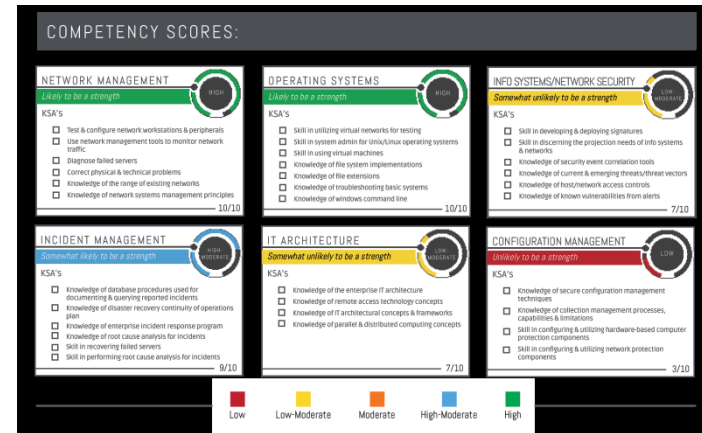 COMPETENCY SCORES:
NETWORK MANAGEMENT
HIGH
Likely to be a strength
KSA's
Test & configure network workstations & peripherals
Use network management tools to monitor network
traffic
Diagnose failed servers
Correct physical & technical problems
Knowledge of the range of existing networks
Knowledge of network systems management principles
10/10
OPERATING SYSTEMS
HIGH
Likely to be a strength
KSA's
Skill in utilizing virtual networks for testing
Skill in system admin for Unix/Linux operating systems
Skill in using virtual machines
Knowledge of file system implementations
Knowledge of file extensions
Knowledge of troubleshooting basic systems
Knowledge of windows command line
10/10
INFO SYSTEMS/NETWORK SECURITY
LOW-
MODERATE
Somewhat unlikely to be a strength
KSA's
Skill in developing & deploying signatures
Skill in discerning the projection needs of info systems
& networks
Knowledge of security event correlation tools
Knowledge of current & emerging threats/threat vectors
Knowledge of host/network access controls
Knowledge of known vulnerabilities from alerts
7/10
INCIDENT MANAGEMENT
HIGH-
MODERATE
Somewhat likely to be a strength
KSA's
Knowledge of database procedures used for
documenting & querying reported incidents
Knowledge of disaster recovery continuity of operations
plan
Knowledge of enterprise incident response program
Knowledge of root cause analysis for incidents
Skill in recovering failed servers
Skill in performing root cause analysis for incidents
9/10
IT ARCHITECTURE
LOW-
MODERATE
Somewhat unlikely to be a strength
KSA's
Knowledge of the enterprise IT architecture
Knowledge of remote access technology concepts
Knowledge of IT architectural concepts & frameworks
Knowledge of parallel & distributed computing concepts
7/10
CONFIGURATION MANAGEMENT
LOW
Unlikely to be a strength
KSA's
Knowledge of secure configuration management
techniques
Knowledge of collection management processes,
capabilities & limitations
Skill in configuring & utilizing hardware-based computer
protection components
Skill in configuring & utilizing network protection
components
3/10
Low
Low-Moderate
Moderate
High-Moderate
High